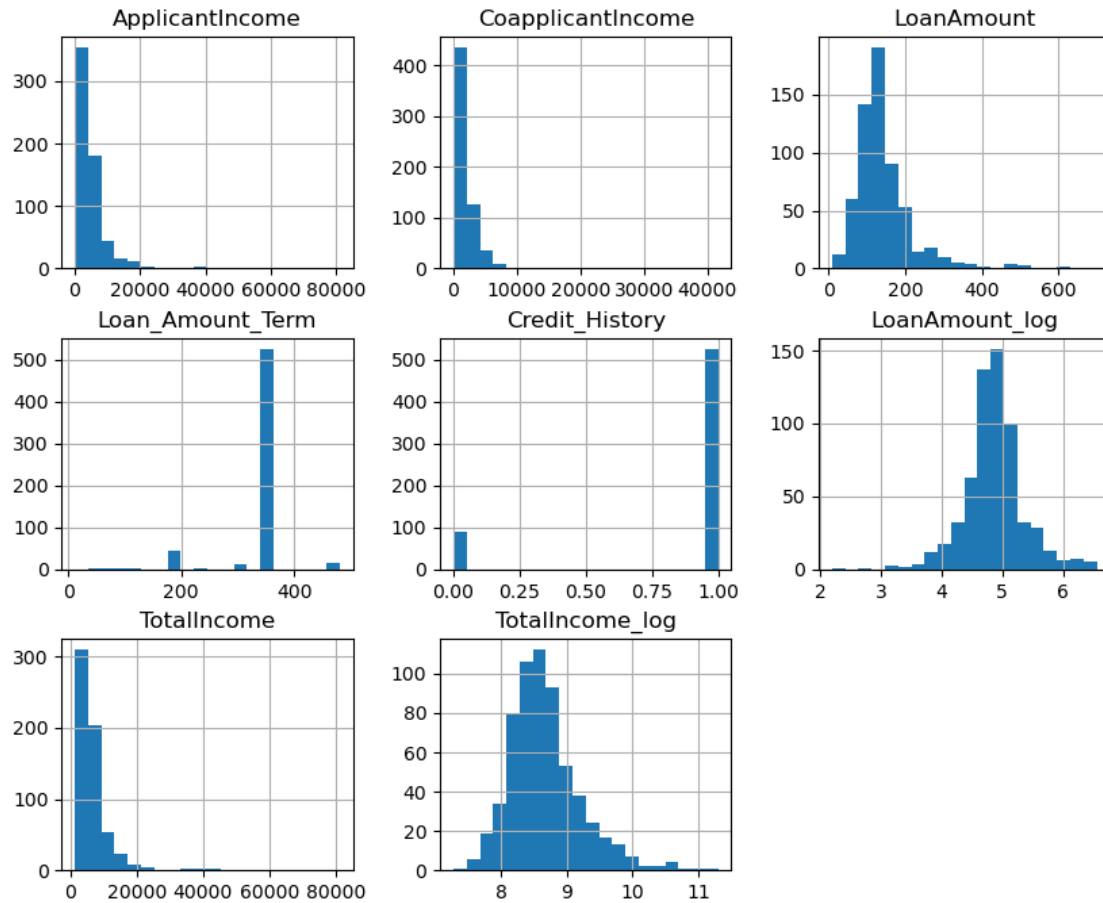 ApplicantIncome
300
200
100
0
0 20000 40000 60000 80000
CoapplicantIncome
400
300
200
100
0
0 10000 20000 30000 40000
LoanAmount
150
100
50
0
0 200 400 600
Loan_Amount_Term
500
400
300
200
100
0
0 200 400
Credit_History
500
400
300
200
100
0
0.00 0.25 0.50 0.75 1.00
LoanAmount_log
150
100
50
0
2 3 4 5 6
TotalIncome
300
200
100
0
0 20000 40000 60000 80000
TotalIncome_log
100
80
60
40
20
0
8 9 10 11